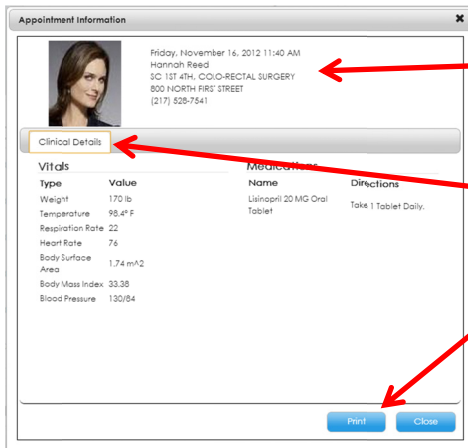 Appointment Information
Friday, November 16, 2012 11:40 AM
Hannah Reed
SC 1ST 4TH, COLO-RECTAL SURGERY
800 NORTH FIRST STREET
(217) 528-7541
Clinical Details
Vitals
Type Value
Weight 170 lb
Temperature 98.4° F
Respiration Rate 22
Heart Rate 76
Body Surface Area 1.74 m^2
Body Mass Index 33.38
Blood Pressure 130/84
Medications
Name Directions
Lisinopril 20 MG Oral Take 1 Tablet Daily.
Tablet
Print Close